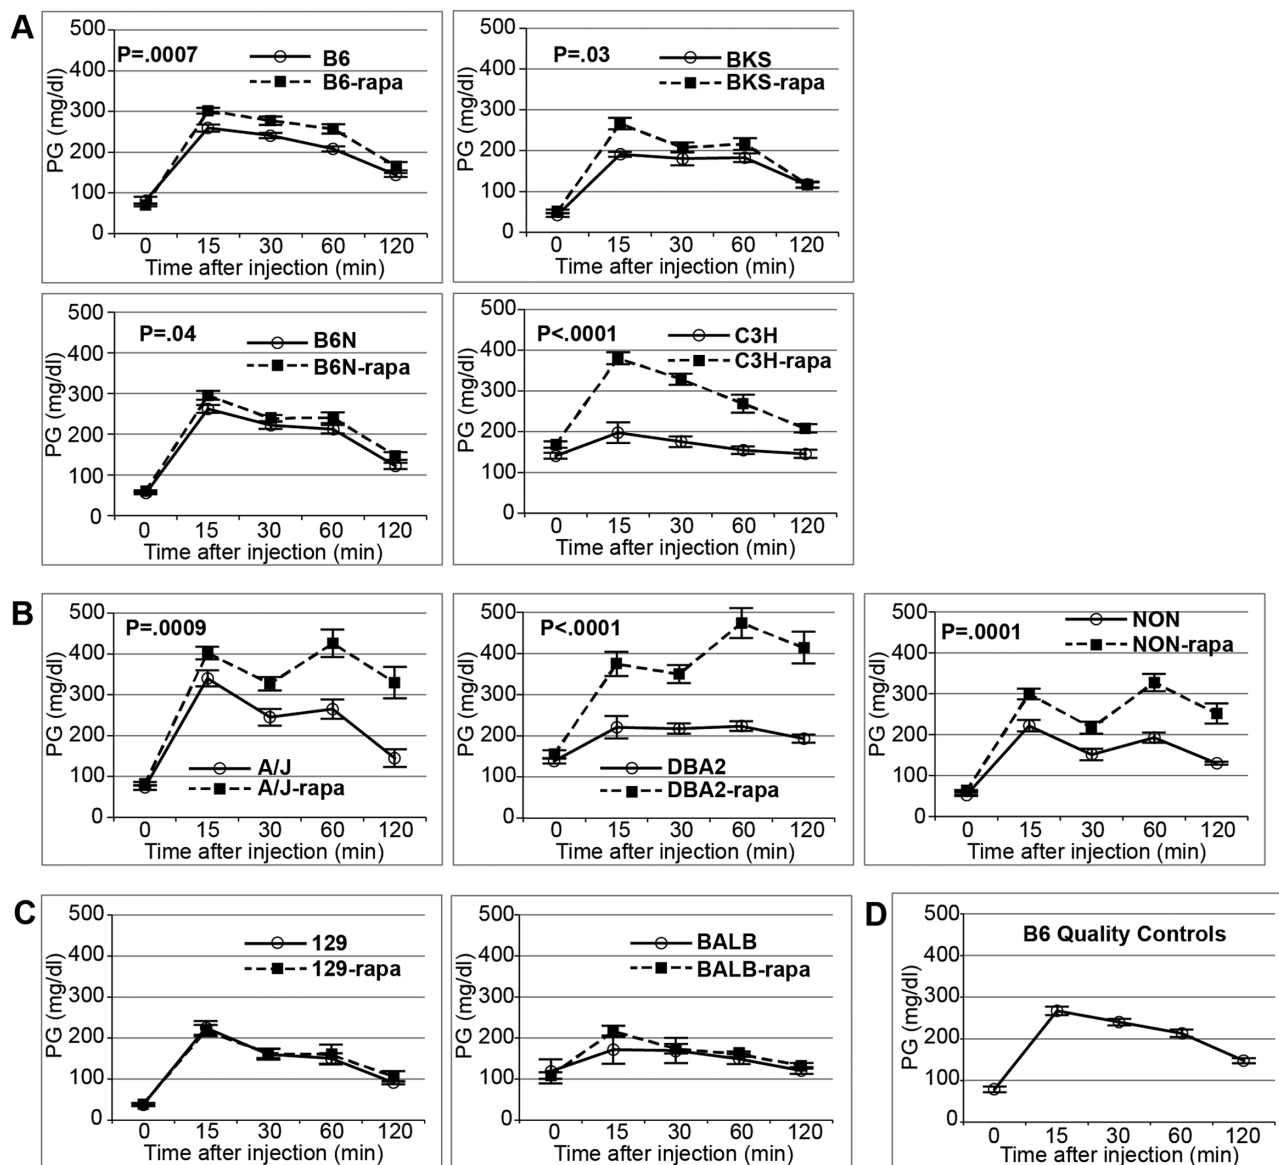 A
500
400
300
200
100
0
PG (mg/dl)
P=.0007
B6
B6-rapa
0 15 30 60 120
Time after injection (min)
500
400
300
200
100
0
PG (mg/dl)
P=.03
BKS
BKS-rapa
0 15 30 60 120
Time after injection (min)
500
400
300
200
100
0
PG (mg/dl)
P=.04
B6N
B6N-rapa
0 15 30 60 120
Time after injection (min)
500
400
300
200
100
0
PG (mg/dl)
P<.0001
C3H
C3H-rapa
0 15 30 60 120
Time after injection (min)
B
500
400
300
200
100
0
PG (mg/dl)
P=.0009
A/J
A/J-rapa
0 15 30 60 120
Time after injection (min)
500
400
300
200
100
0
PG (mg/dl)
P<.0001
DBA2
DBA2-rapa
0 15 30 60 120
Time after injection (min)
500
400
300
200
100
0
PG (mg/dl)
P=.0001
NON
NON-rapa
0 15 30 60 120
Time after injection (min)
C
500
400
300
200
100
0
PG (mg/dl)
129
129-rapa
0 15 30 60 120
Time after injection (min)
500
400
300
200
100
0
PG (mg/dl)
BALB
BALB-rapa
0 15 30 60 120
Time after injection (min)
D
500
400
300
200
100
0
PG (mg/dl)
B6 Quality Controls
0 15 30 60 120
Time after injection (min)